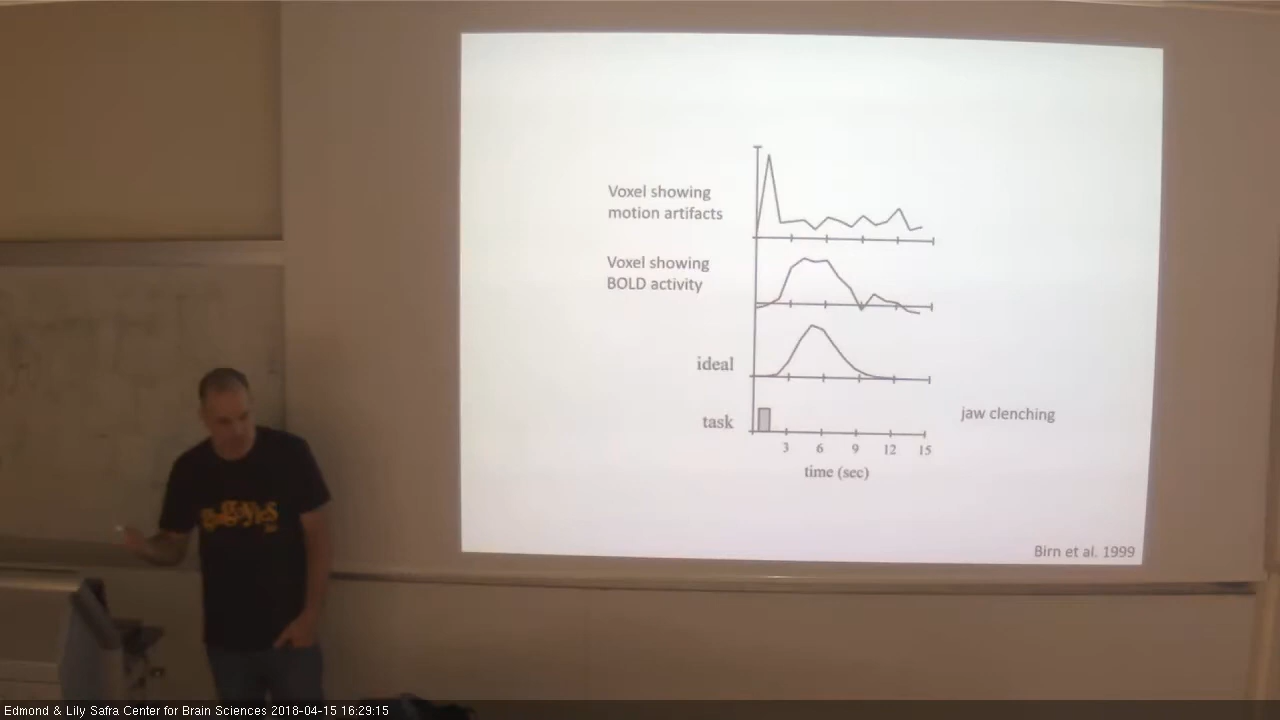 Voxel showing
motion artifacts
Voxel showing
BOLD activity
ideal
task
jaw clenching
3 6 9 12 15
time (sec)
Birn et al. 1999
Edmond & Lily Safra Center for Brain Sciences 2018-04-15 16:29:15